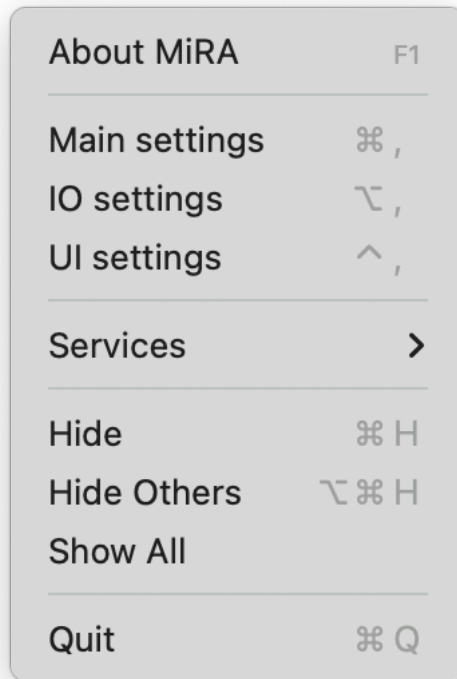 About MiRA F1
Main settings ⌘ ,
IO settings ⌥ ,
UI settings ^ ,
Services
Hide ⌘ H
Hide Others ⌥ ⌘ H
Show All
Quit ⌘ Q